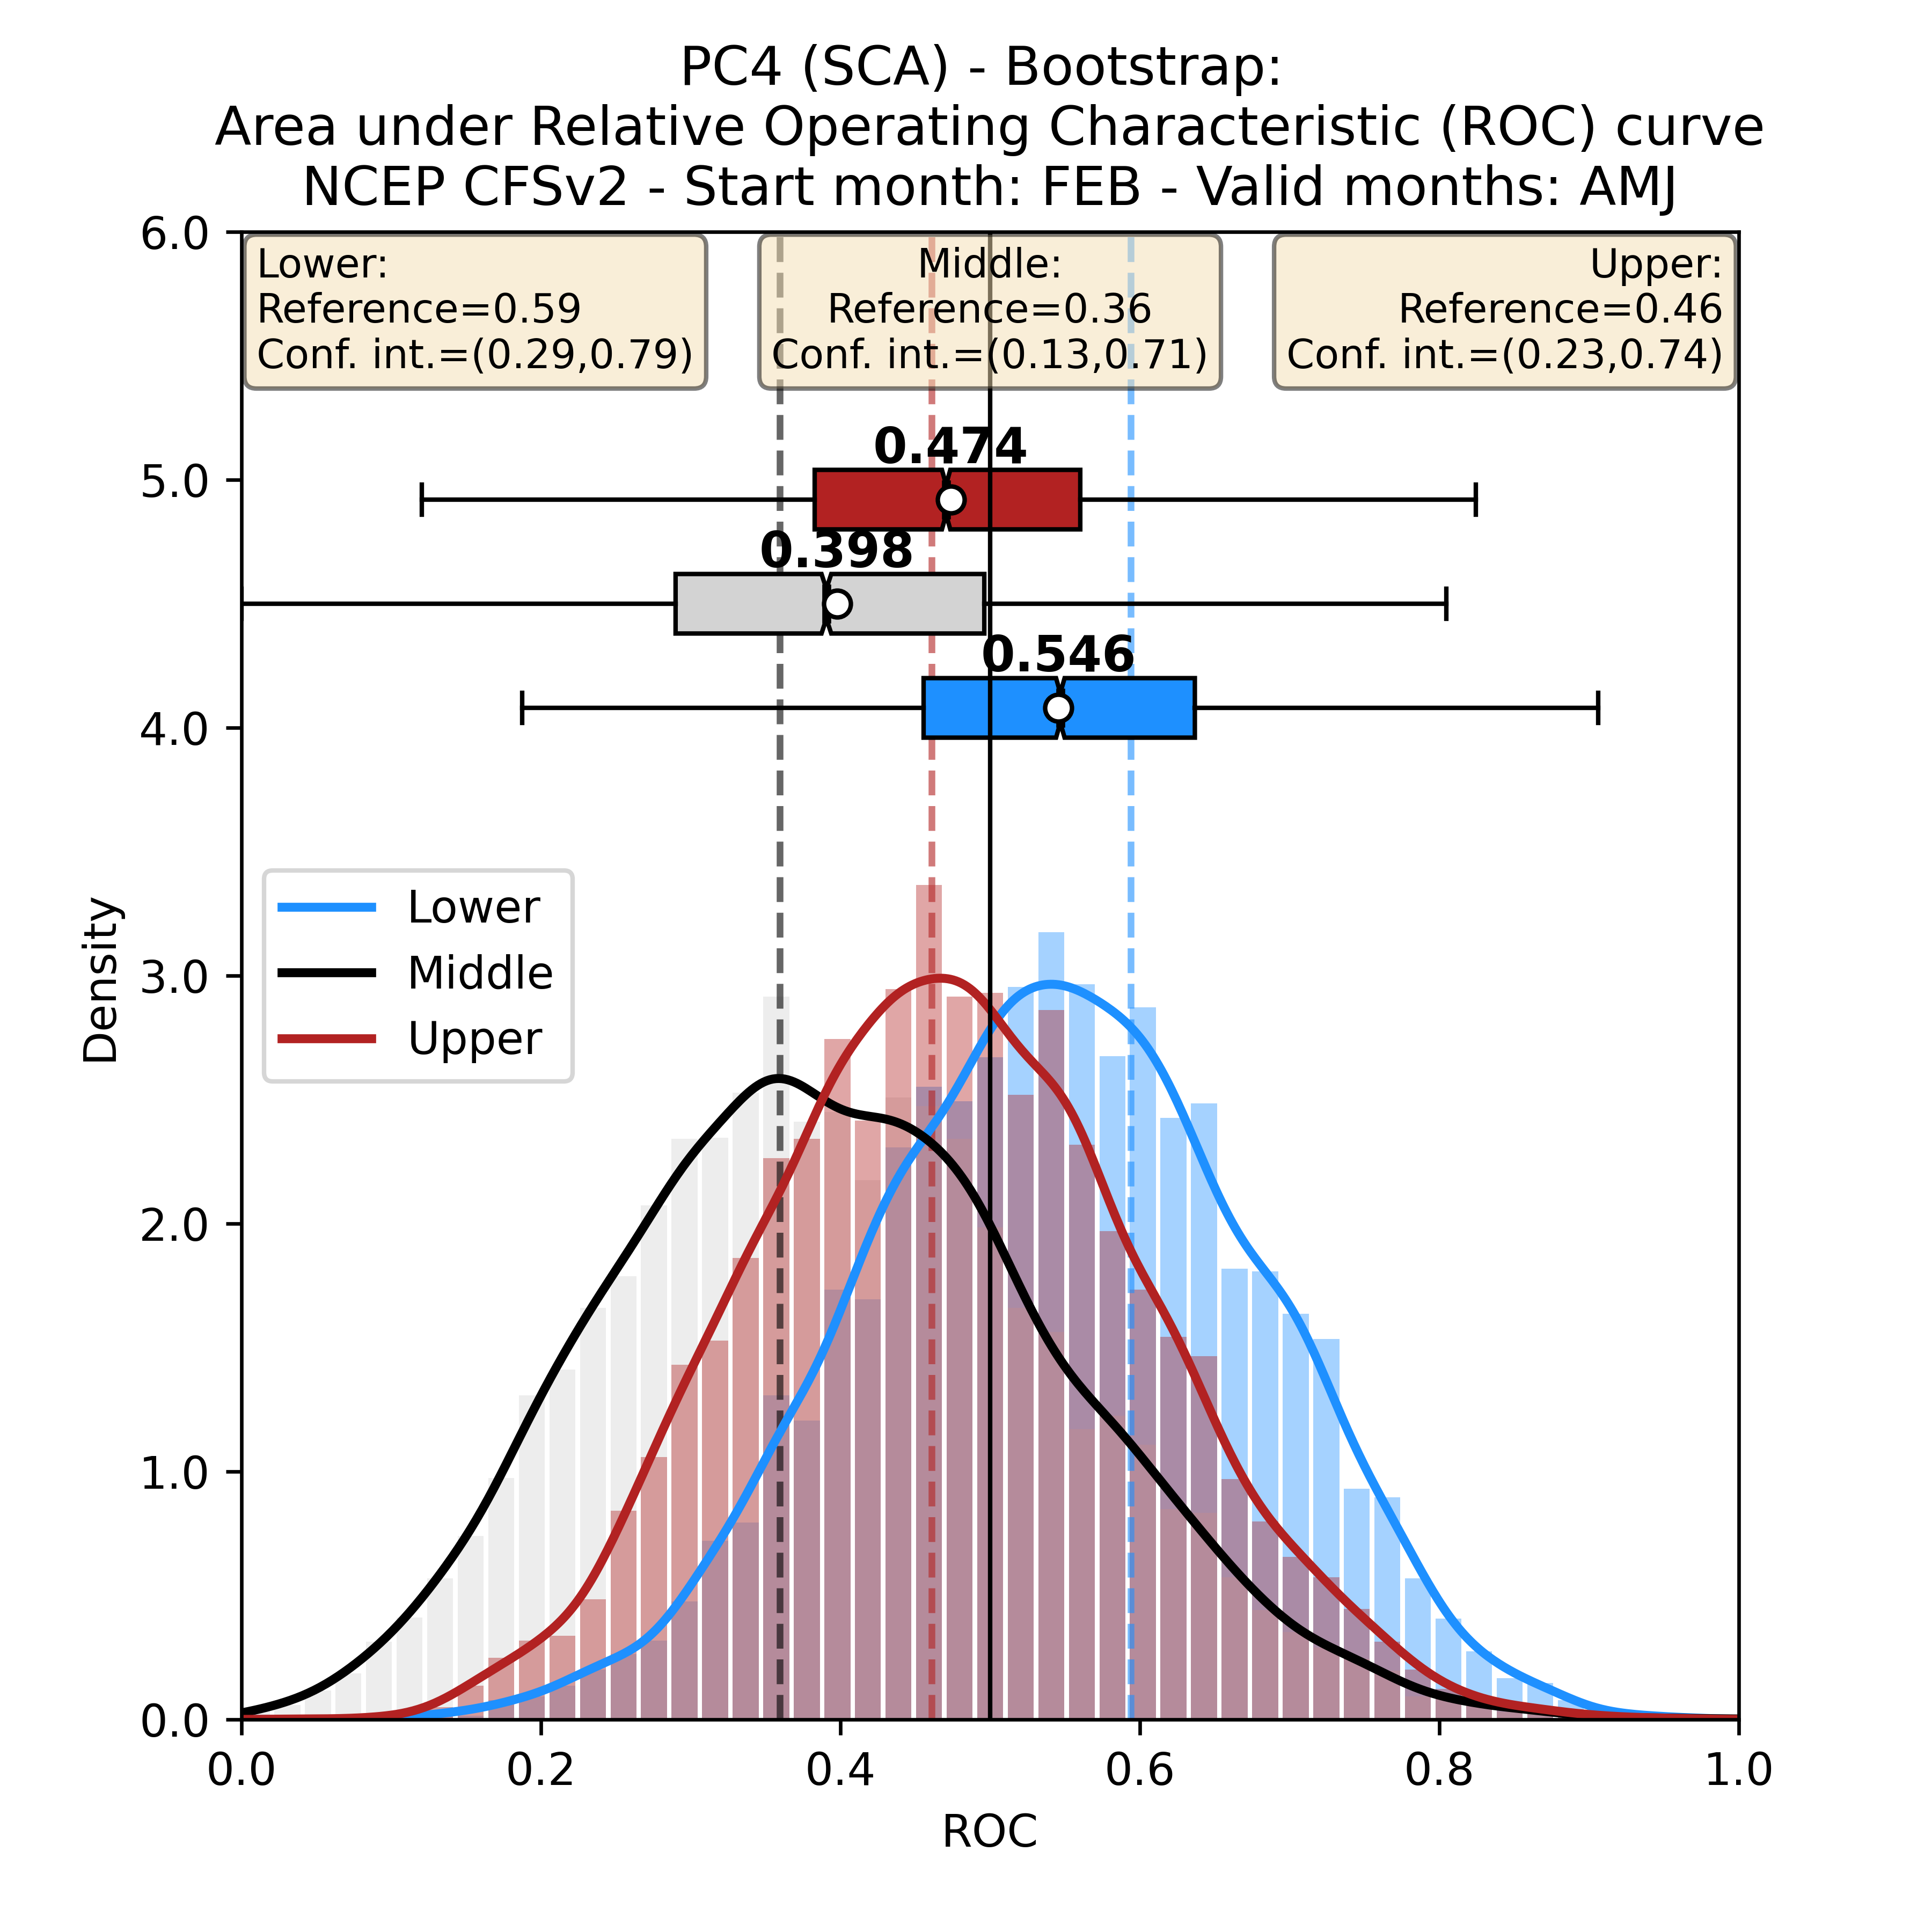 PC4 (SCA) - Bootstrap:
Area under Relative Operating Characteristic (ROC) curve
NCEP CFSv2 - Start month: FEB - Valid months: AMJ
Lower:
Reference=0.59
Conf. int.=(0.29,0.79)
Middle:
Reference=0.36
Conf. int.=(0.13,0.71)
Upper:
Reference=0.46
Conf. int.=(0.23,0.74)
0.474
0.398
0.546
Lower
Middle
Upper
Density
6.0
5.0
4.0
3.0
2.0
1.0
0.0
0.0 0.2 0.4 0.6 0.8 1.0
ROC